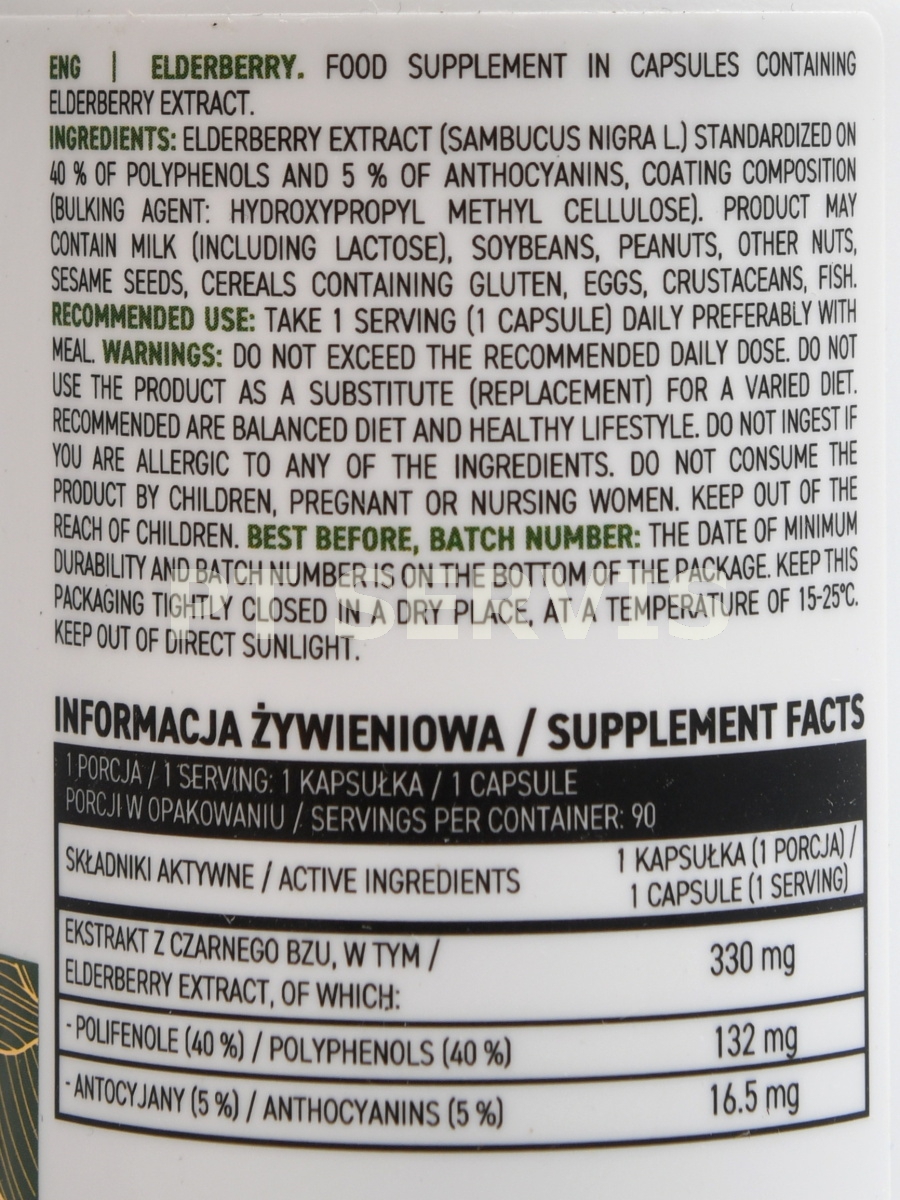 ENG | ELDERBERRY. FOOD SUPPLEMENT IN CAPSULES CONTAINING
ELDERBERRY EXTRACT.
INGREDIENTS: ELDERBERRY EXTRACT (SAMBUCUS NIGRA L.) STANDARDIZED ON
40 % OF POLYPHENOLS AND 5 % OF ANTHOCYANINS, COATING COMPOSITION
(BULKING AGENT: HYDROXYPROPYL METHYL CELLULOSE). PRODUCT MAY
CONTAIN MILK (INCLUDING LACTOSE), SOYBEANS, PEANUTS, OTHER NUTS,
SESAME SEEDS, CEREALS CONTAINING GLUTEN, EGGS, CRUSTACEANS, FISH.
RECOMMENDED USE: TAKE 1 SERVING (1 CAPSULE) DAILY PREFERABLY WITH
MEAL. WARNINGS: DO NOT EXCEED THE RECOMMENDED DAILY DOSE. DO NOT
USE THE PRODUCT AS A SUBSTITUTE (REPLACEMENT) FOR A VARIED DIET.
RECOMMENDED ARE BALANCED DIET AND HEALTHY LIFESTYLE. DO NOT INGEST IF
YOU ARE ALLERGIC TO ANY OF THE INGREDIENTS. DO NOT CONSUME THE
PRODUCT BY CHILDREN, PREGNANT OR NURSING WOMEN. KEEP OUT OF THE
REACH OF CHILDREN. BEST BEFORE, BATCH NUMBER: THE DATE OF MINIMUM
DURABILITY AND BATCH NUMBER IS ON THE BOTTOM OF THE PACKAGE. KEEP THIS
PACKAGING TIGHTLY CLOSED IN A DRY PLACE, AT A TEMPERATURE OF 15-25°C.
KEEP OUT OF DIRECT SUNLIGHT.
PT SERVIS
INFORMACJA ŻYWIENIOWA / SUPPLEMENT FACTS
1 PORCJA / 1 SERVING: 1 KAPSUŁKA / 1 CAPSULE
PORCJI W OPAKOWANIU / SERVINGS PER CONTAINER: 90
SKŁADNIKI AKTYWNE / ACTIVE INGREDIENTS
1 KAPSUŁKA (1 PORCJA) /
1 CAPSULE (1 SERVING)
EKSTRAKT Z CZARNEGO BZU, W TYM /
ELDERBERRY EXTRACT, OF WHICH:
330 mg
- POLIFENOLE (40 %) / POLYPHENOLS (40 %)
132 mg
- ANTOCYJANY (5 %) / ANTHOCYANINS (5 %)
16.5 mg